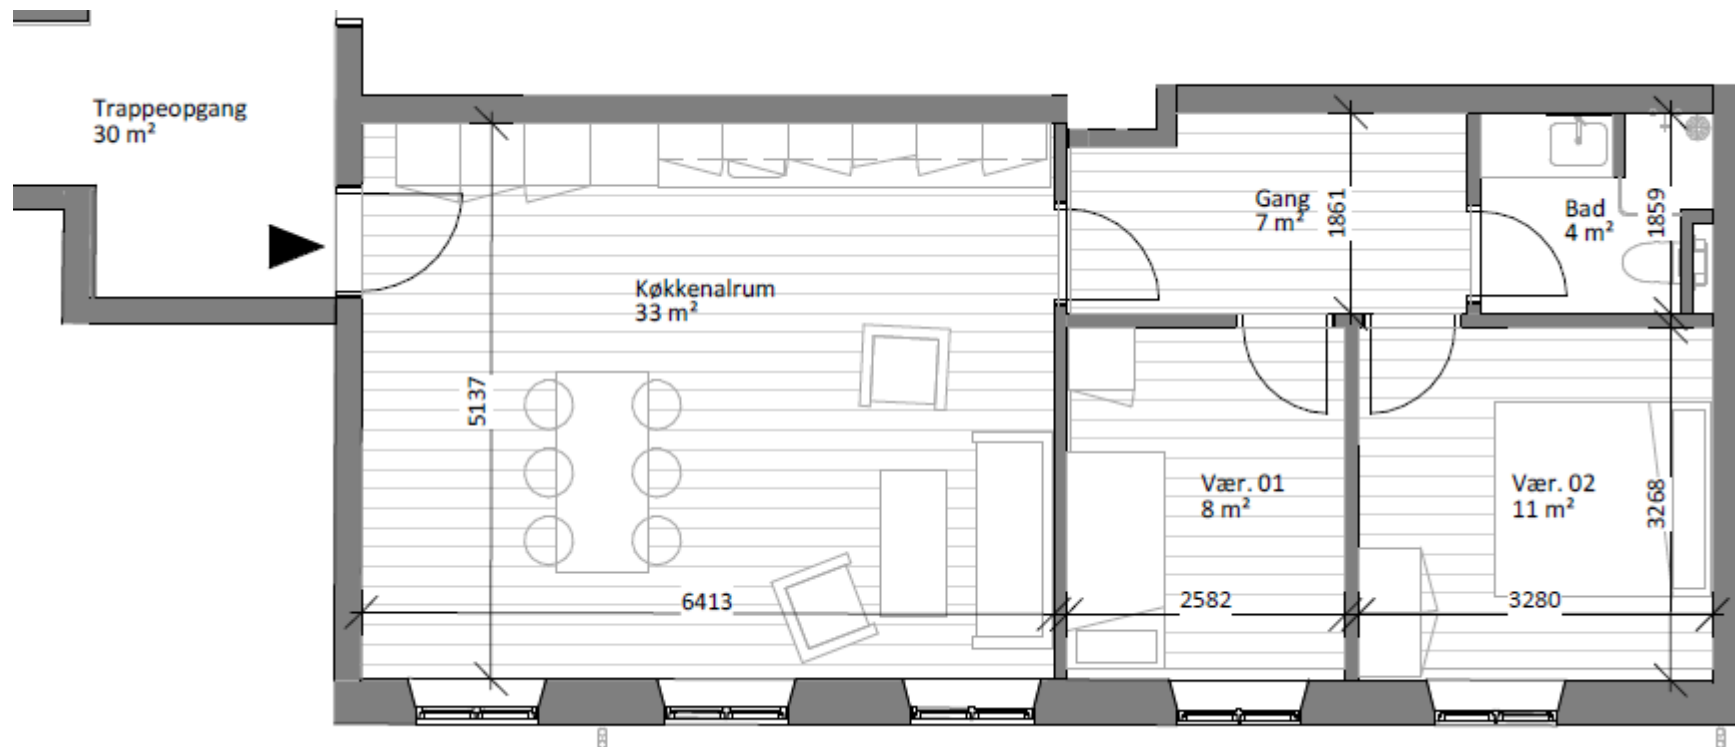 Trappeopgang
30 m²
Køkkenalrum
33 m²
5137
6413
Gang
7 m²
1861
Bad
4 m²
1859
Vær. 01
8 m²
2582
Vær. 02
11 m²
3268
3280